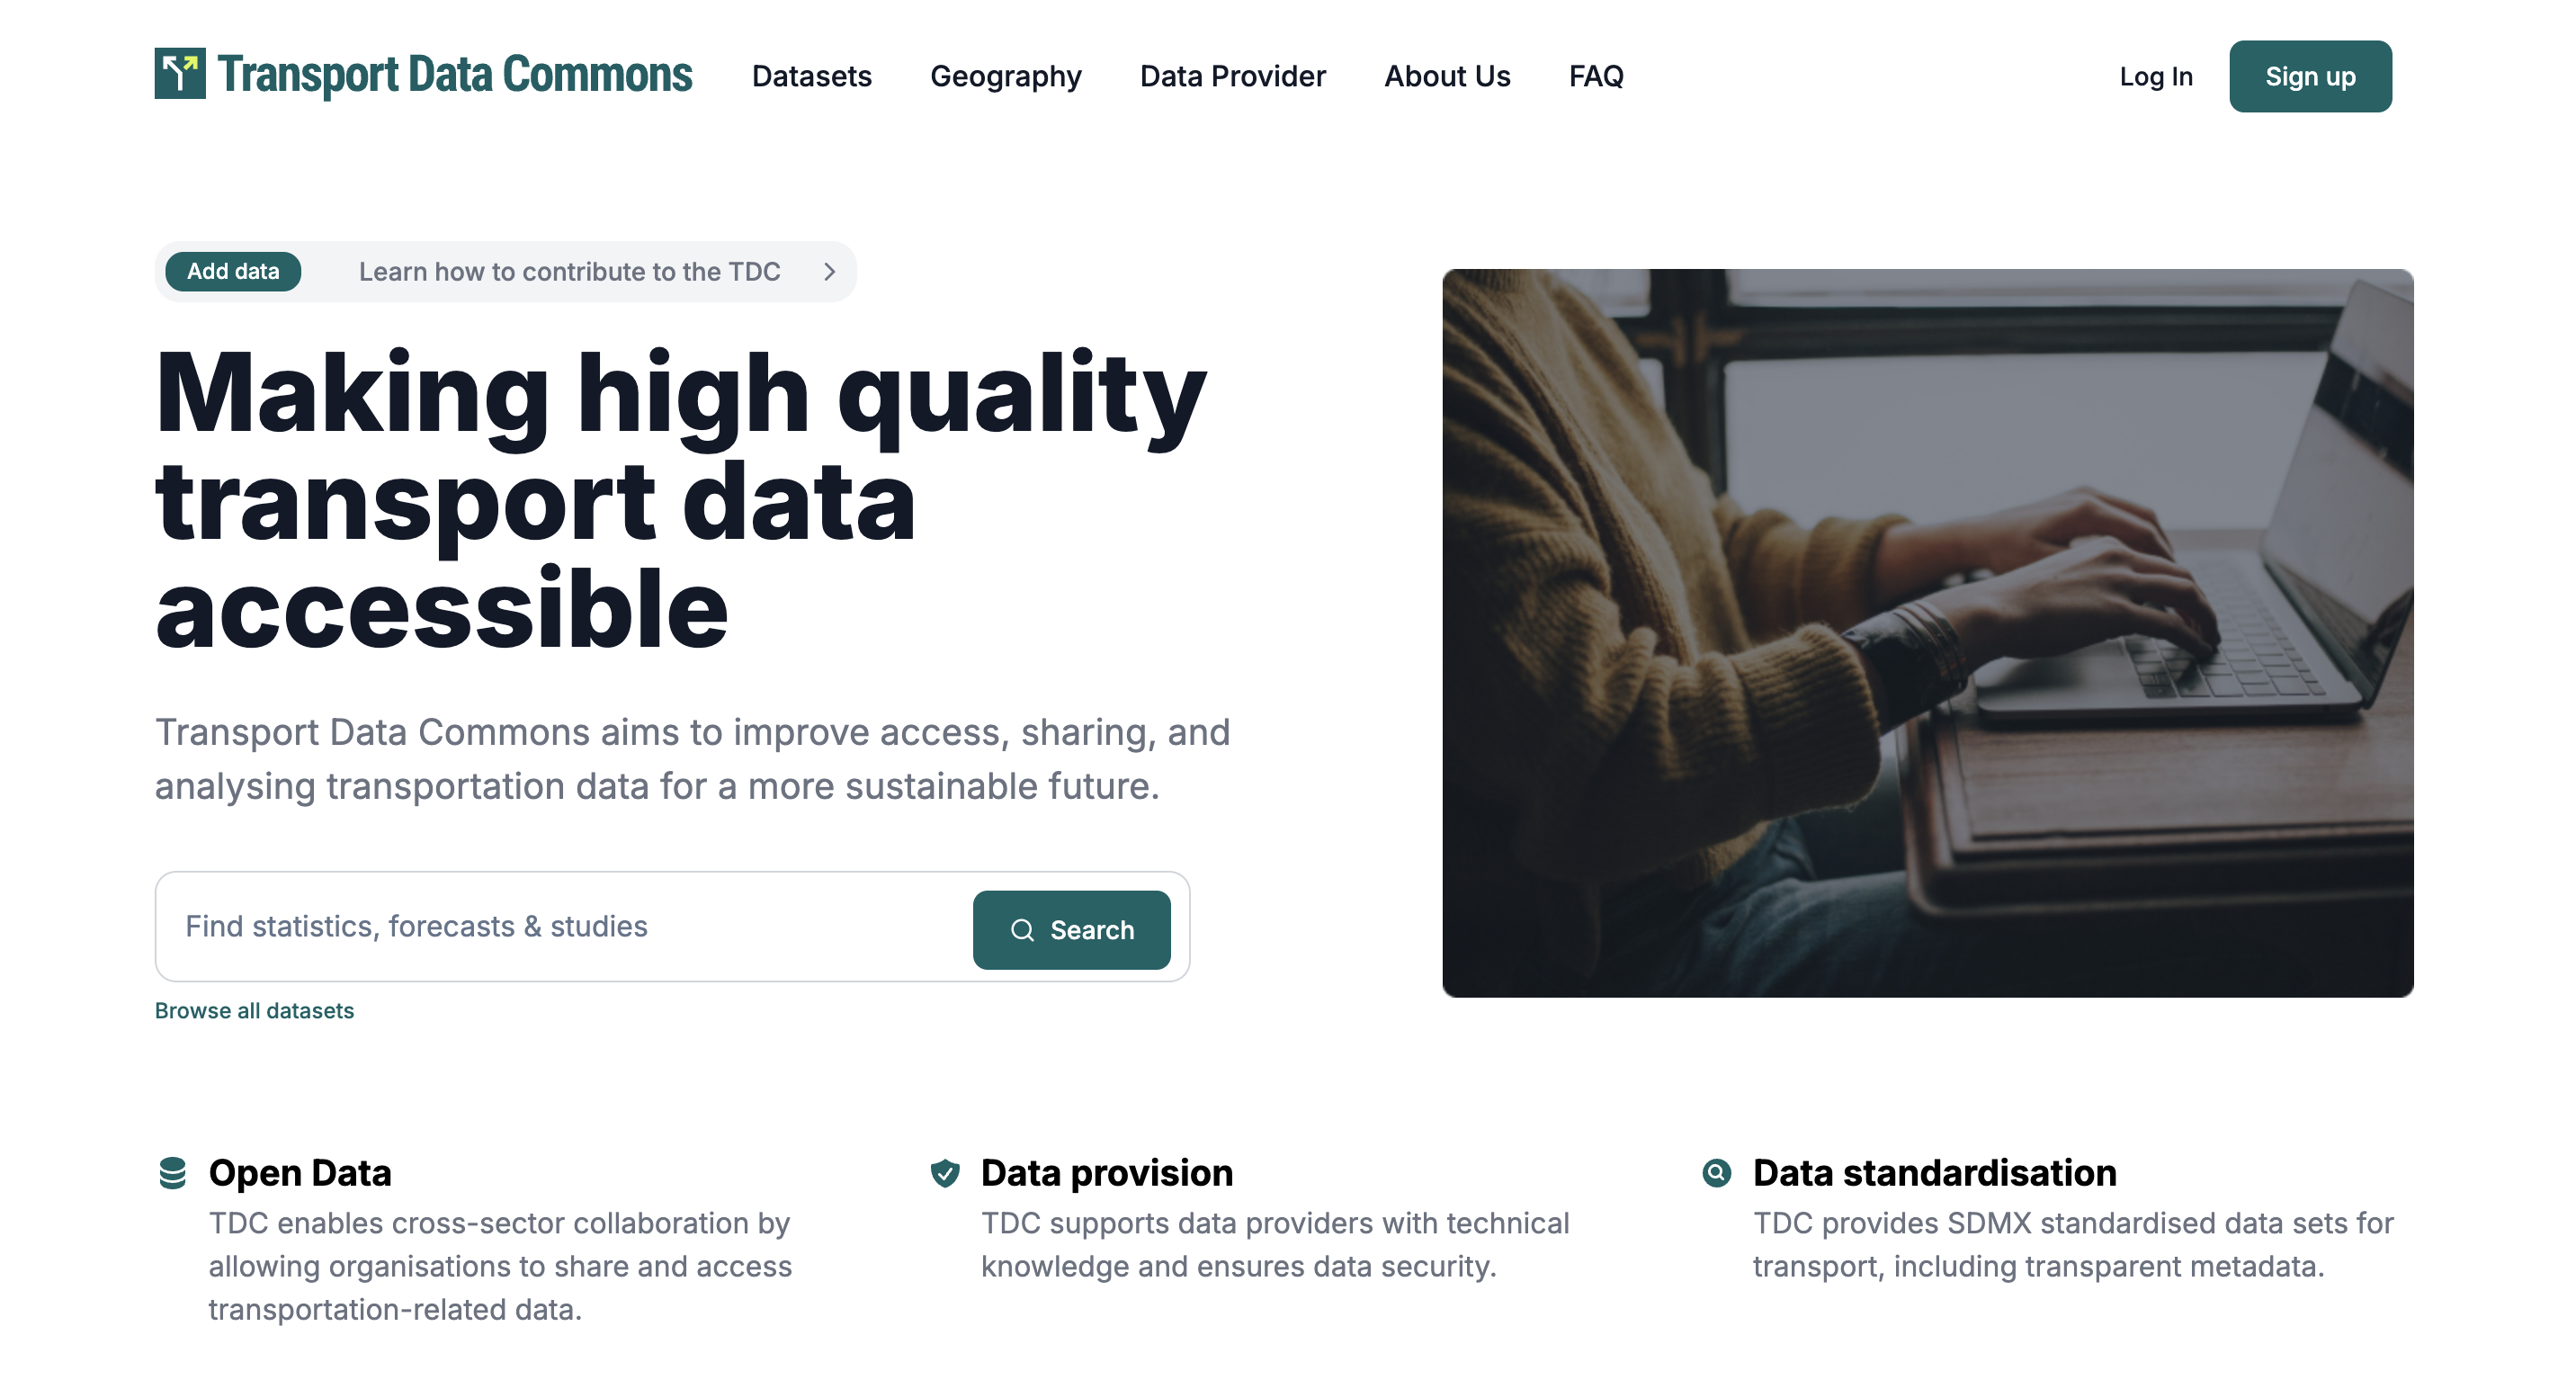 Transport Data Commons
Datasets
Geography
Data Provider
About Us
FAQ
Log In
Sign up
Add data
Learn how to contribute to the TDC
Making high quality
transport data
accessible
Transport Data Commons aims to improve access, sharing, and
analysing transportation data for a more sustainable future.
Find statistics, forecasts & studies
Search
Browse all datasets
Open Data
TDC enables cross-sector collaboration by
allowing organisations to share and access
transportation-related data.
Data provision
TDC supports data providers with technical
knowledge and ensures data security.
Data standardisation
TDC provides SDMX standardised data sets for
transport, including transparent metadata.